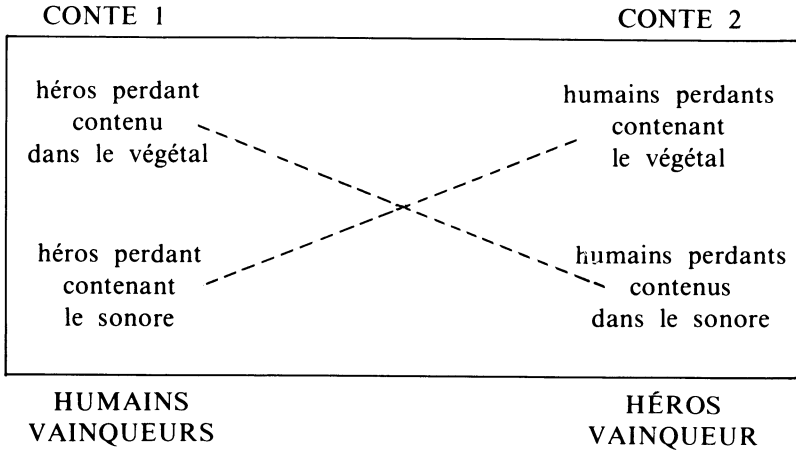 CONTE 1
CONTE 2
héros perdant
contenu
dans le végétal
humains perdants
contenant
le végétal
héros perdant
contenant
le sonore
humains perdants
contenus
dans le sonore
HUMAINS
VAINQUEURS
HÉROS
VAINQUEUR